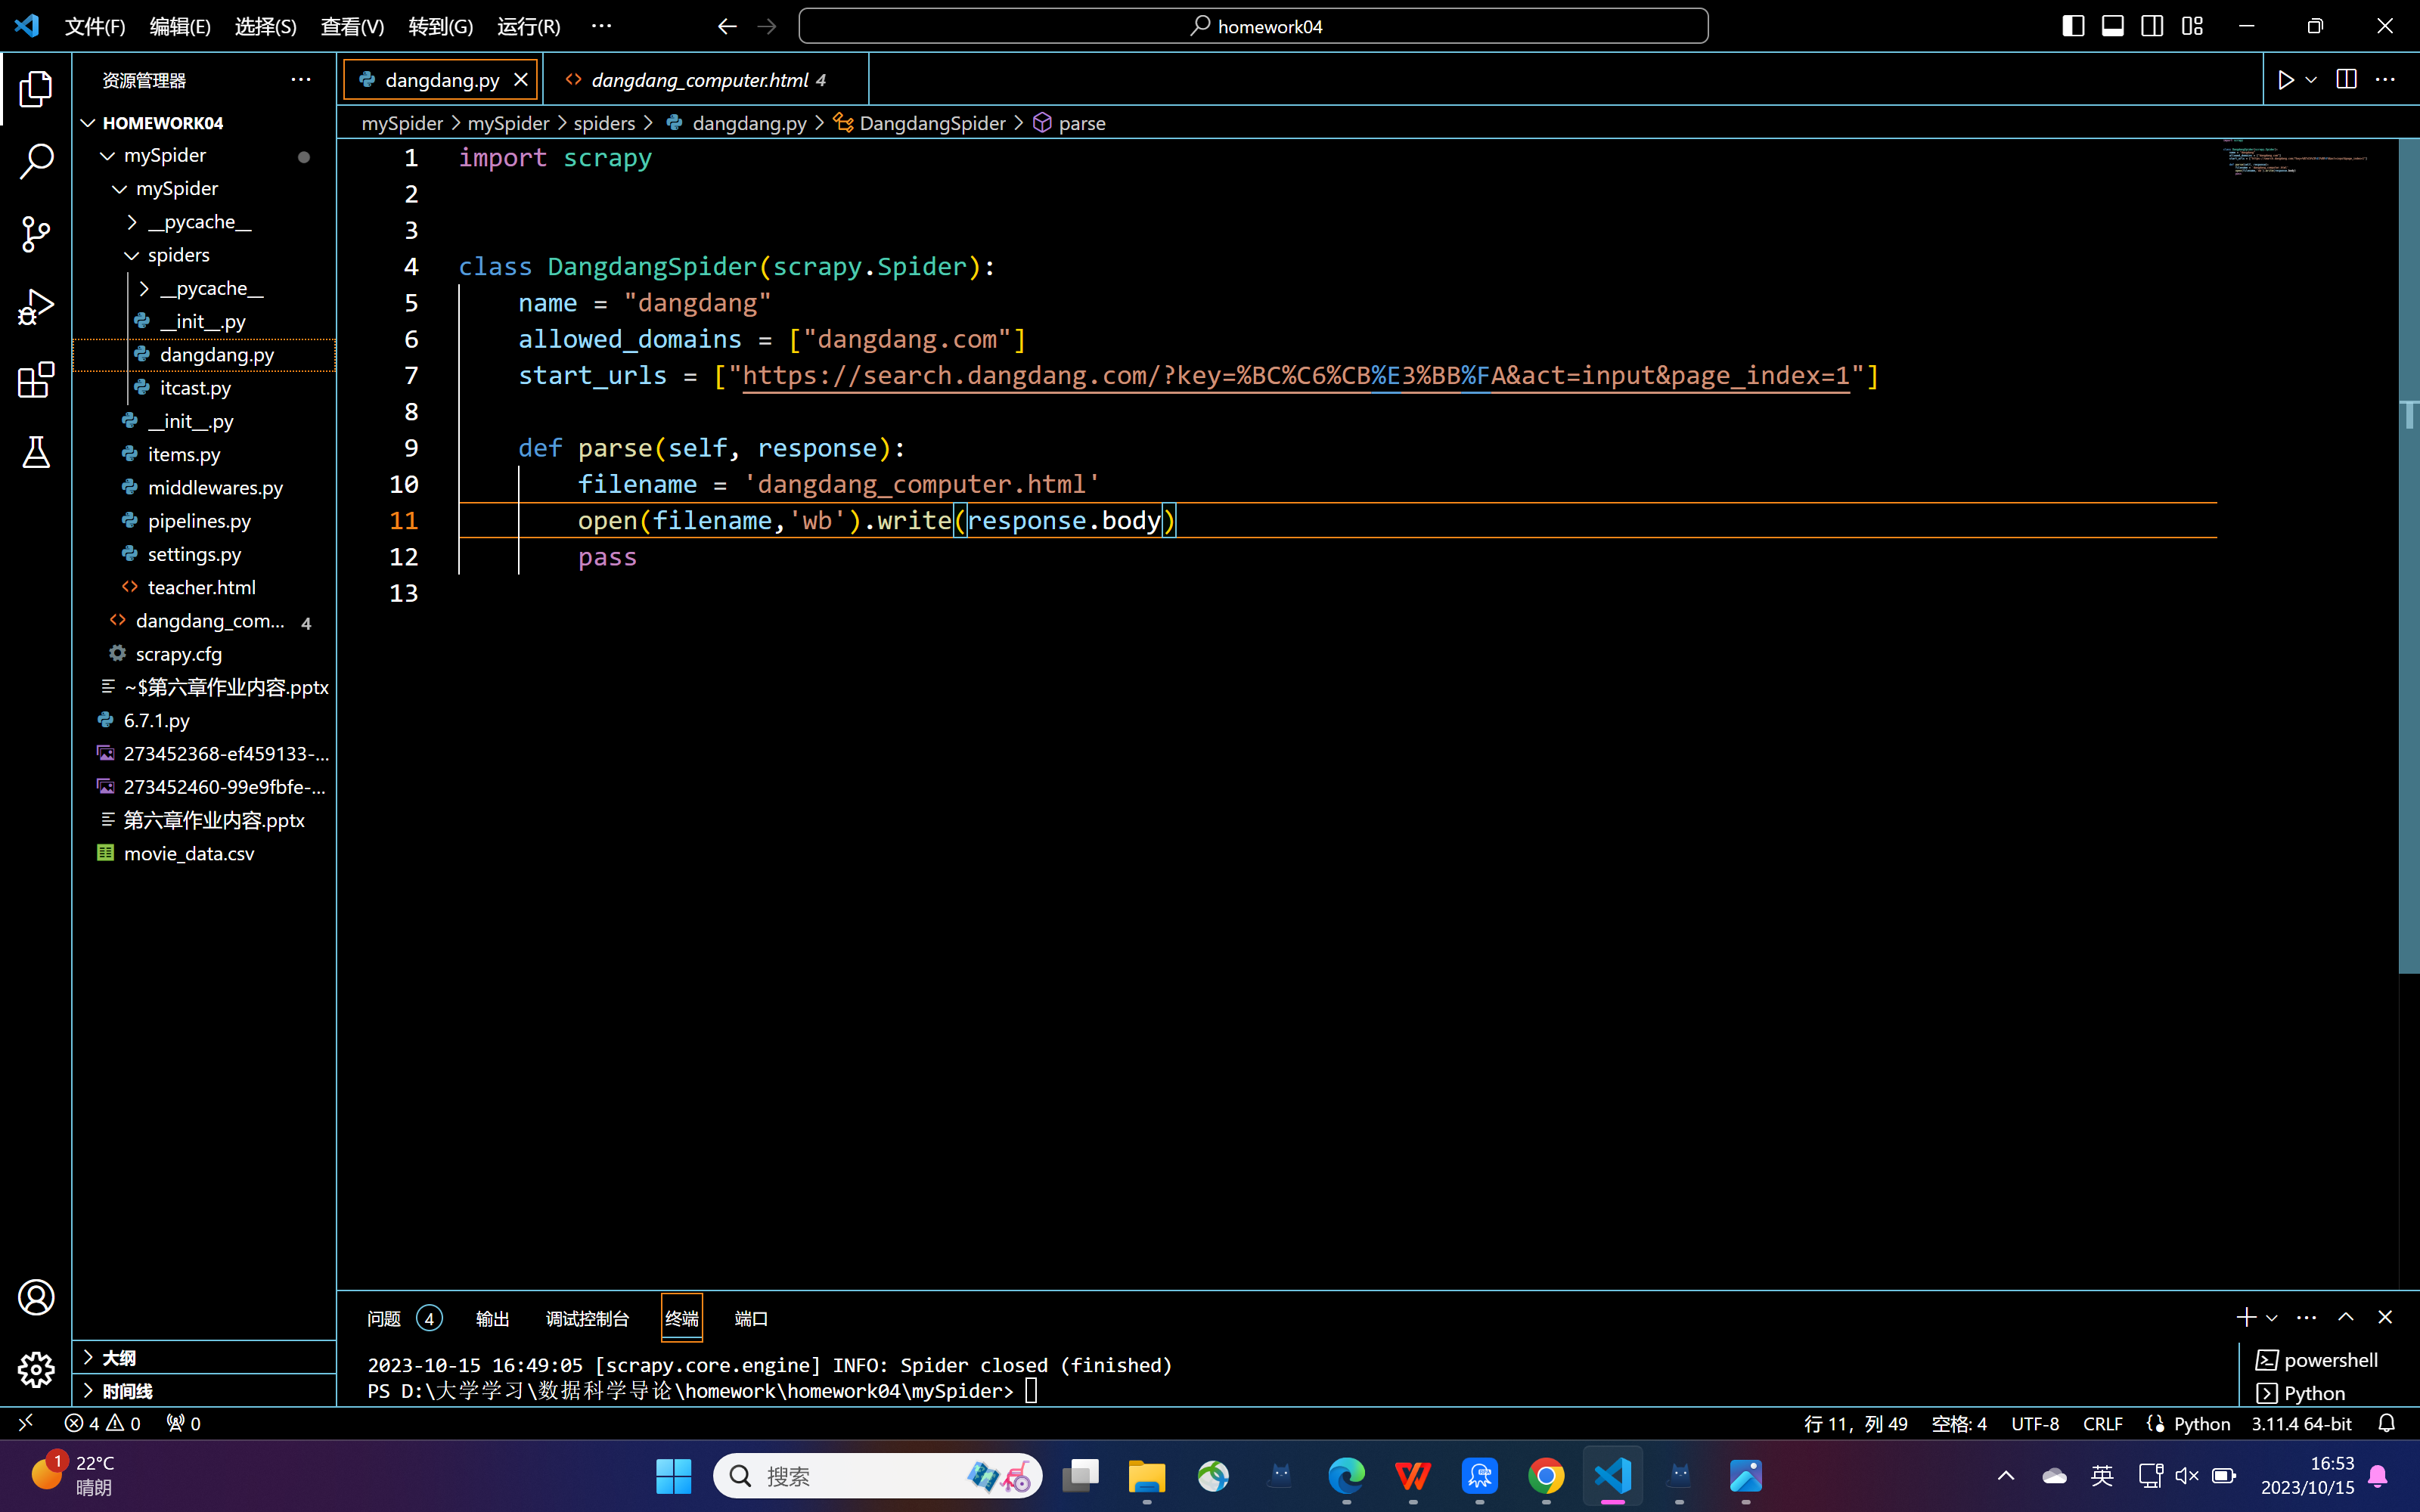 文件(F) 编辑(E) 选择(S) 查看(V) 转到(G) 运行(R) ··· homework04
资源管理器 ···
dangdang.py
dangdang_computer.html 4
HOMEWORK04
mySpider > mySpider > spiders > dangdang.py > DangdangSpider > parse
mySpider
mySpider
__pycache__
spiders
__pycache__
__init__.py
dangdang.py
itcast.py
__init__.py
items.py
middlewares.py
pipelines.py
settings.py
teacher.html
dangdang_com... 4
scrapy.cfg
~$第六章作业内容.pptx
6.7.1.py
273452368-ef459133-...
273452460-99e9fbfe-...
第六章作业内容.pptx
movie_data.csv
大纲
时间线
1 import scrapy
2
3
4 class DangdangSpider(scrapy.Spider):
5 name = "dangdang"
6 allowed_domains = ["dangdang.com"]
7 start_urls = ["https://search.dangdang.com/?key=%BC%C6%CB%E3%BB%FA&act=input&page_index=1"]
8
9 def parse(self, response):
10 filename = 'dangdang_computer.html'
11 open(filename,'wb').write(response.body)
12 pass
13
问题 4 输出 调试控制台 终端 端口
2023-10-15 16:49:05 [scrapy.core.engine] INFO: Spider closed (finished)
PS D:\大学学习\数据科学导论\homework\homework04\mySpider>
powershell
Python
4 0 0 行 11，列 49 空格: 4 UTF-8 CRLF Python 3.11.4 64-bit
1 22°C
晴朗
搜索
英
16:53
2023/10/15